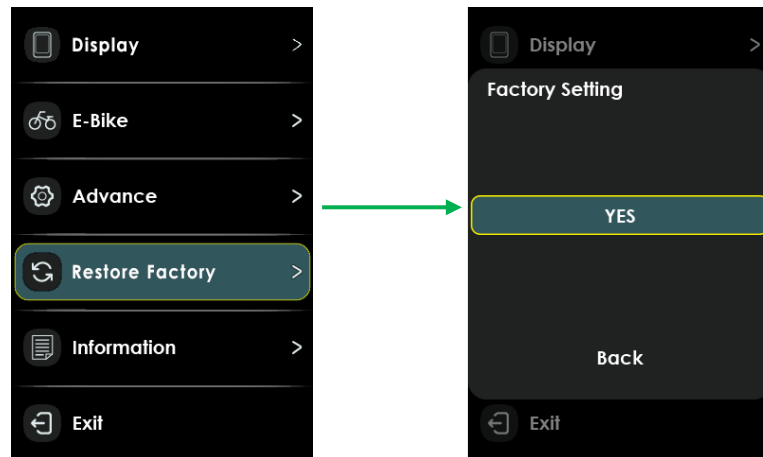 Display >
E-Bike >
Advance >
Restore Factory >
Information >
Exit
Display >
Factory Setting
YES
Back
Exit